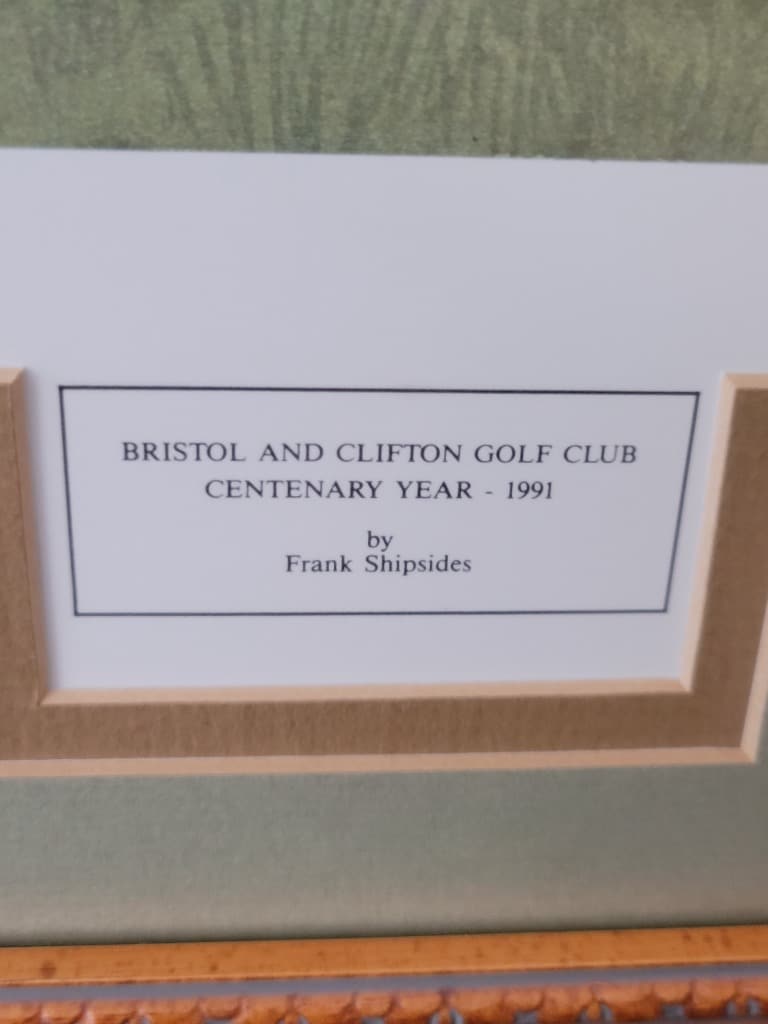 BRISTOL AND CLIFTON GOLF CLUB
CENTENARY YEAR - 1991
by
Frank Shipsides